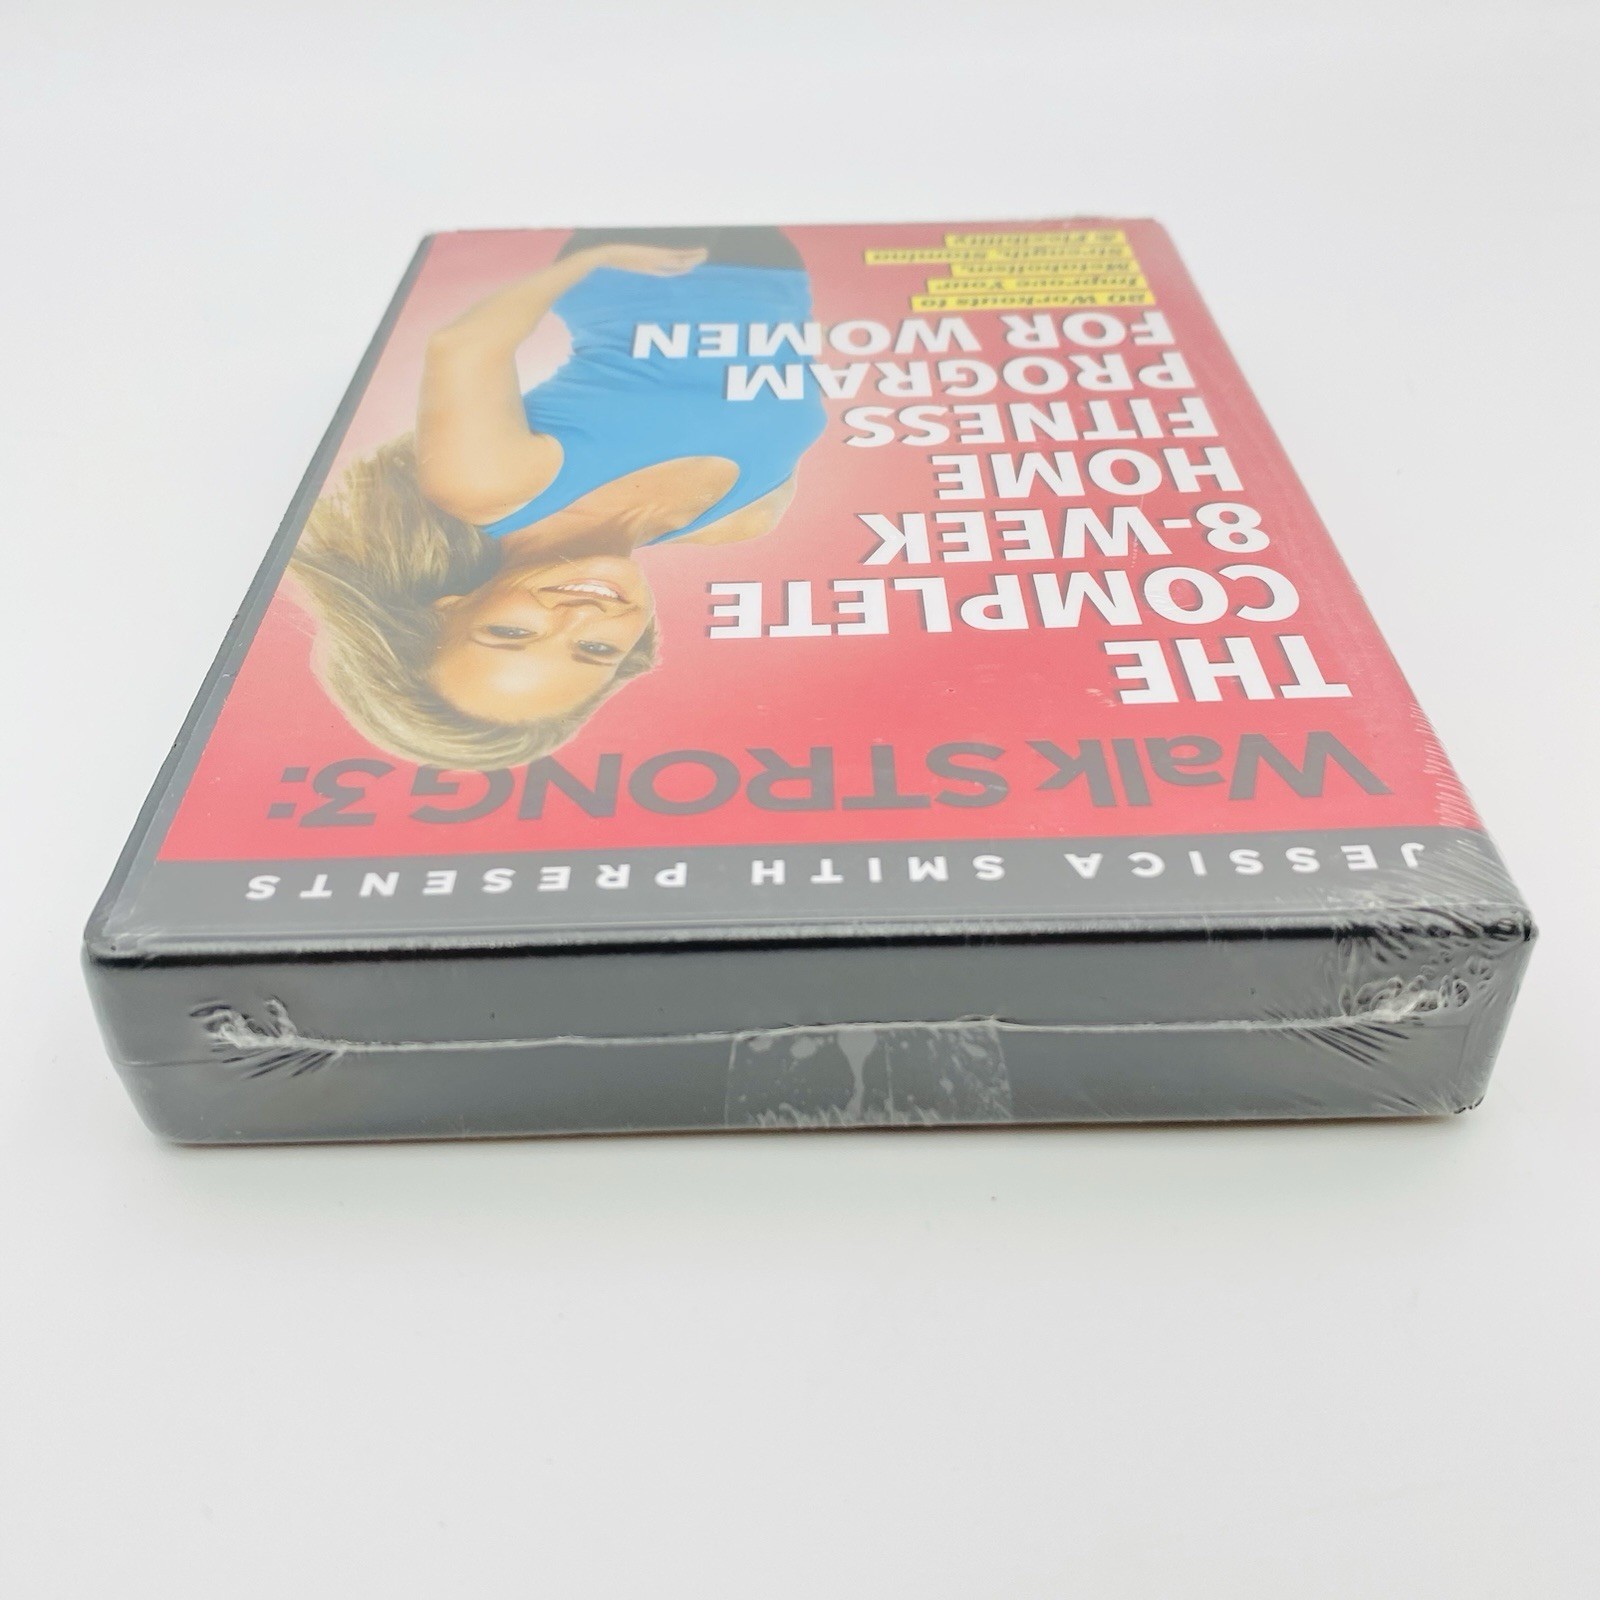 JESSICA SMITH PRESENTS
Walk STRONG 3:
THE
COMPLETE
8-WEEK
HOME
FITNESS
PROGRAM
FOR WOMEN
20 Workouts to
Improve Your
Metabolism,
Strength, Stamina
& Flexibility